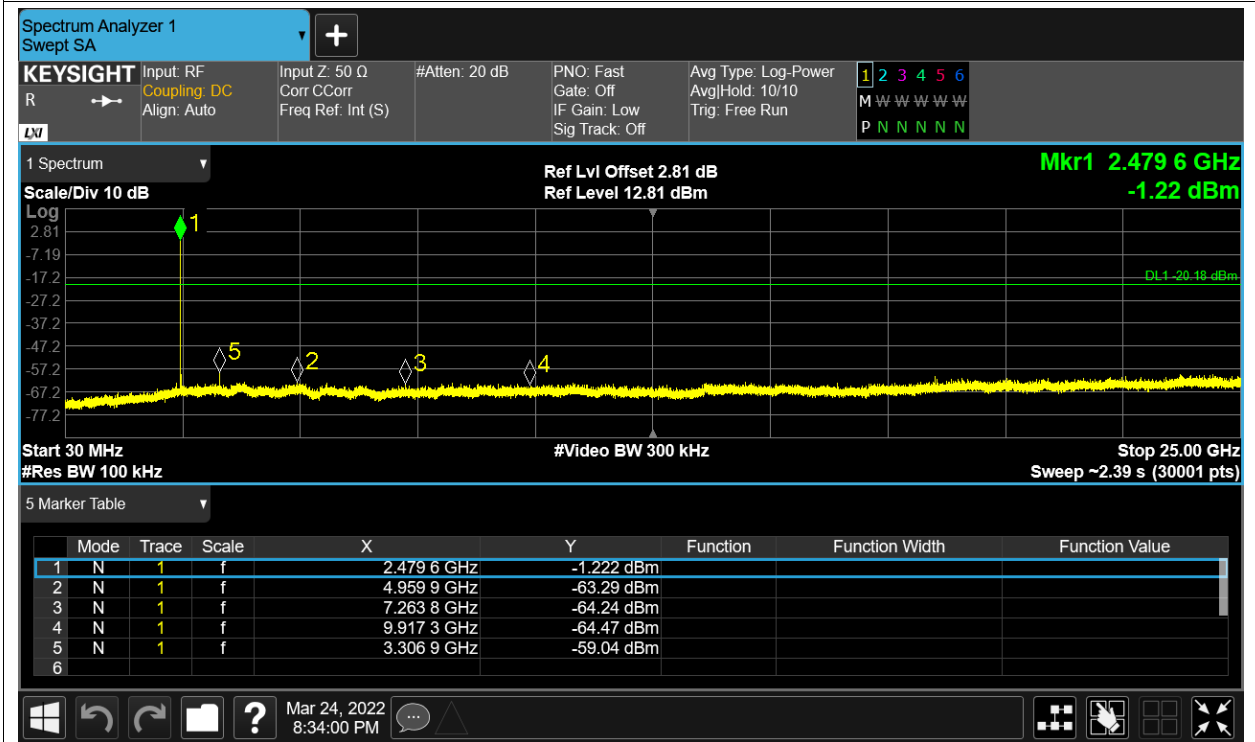 Spectrum Analyzer 1
Swept SA
KEYSIGHT
R
LXI
Input: RF
Coupling: DC
Align: Auto
Input Z: 50 Ω
Corr CCorr
Freq Ref: Int (S)
#Atten: 20 dB
PNO: Fast
Gate: Off
IF Gain: Low
Sig Track: Off
Avg Type: Log-Power
Avg|Hold: 10/10
Trig: Free Run
1 2 3 4 5 6
M W W W W W
P N N N N N
1 Spectrum
Scale/Div 10 dB
Ref Lvl Offset 2.81 dB
Ref Level 12.81 dBm
Mkr1 2.479 6 GHz
-1.22 dBm
Log
2.81
-7.19
-17.2
-27.2
-37.2
-47.2
-57.2
-67.2
-77.2
1
DL1 -20.18 dBm
5
2
3
4
Start 30 MHz
#Res BW 100 kHz
#Video BW 300 kHz
Stop 25.00 GHz
Sweep ~2.39 s (30001 pts)
5 Marker Table
Mode Trace Scale X Y Function Function Width Function Value
1 N 1 f 2.479 6 GHz -1.222 dBm
2 N 1 f 4.959 9 GHz -63.29 dBm
3 N 1 f 7.263 8 GHz -64.24 dBm
4 N 1 f 9.917 3 GHz -64.47 dBm
5 N 1 f 3.306 9 GHz -59.04 dBm
6
?
Mar 24, 2022
8:34:00 PM